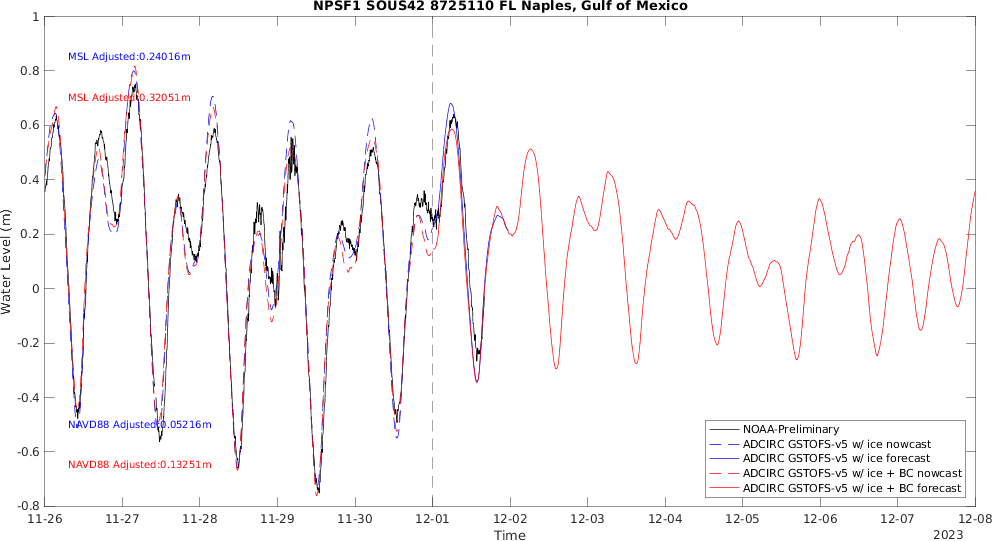 NPSF1 SOUS42 8725110 FL Naples, Gulf of Mexico
1
0.8
0.6
0.4
0.2
0
-0.2
-0.4
-0.6
-0.8
Water Level (m)
MSL Adjusted:0.24016m
MSL Adjusted:0.32051m
NAVD88 Adjusted:0.05216m
NAVD88 Adjusted:0.13251m
NOAA-Preliminary
ADCIRC GSTOFS-v5 w/ ice nowcast
ADCIRC GSTOFS-v5 w/ ice forecast
ADCIRC GSTOFS-v5 w/ ice + BC nowcast
ADCIRC GSTOFS-v5 w/ ice + BC forecast
11-26 11-27 11-28 11-29 11-30 12-01 12-02 12-03 12-04 12-05 12-06 12-07 12-08
Time
2023